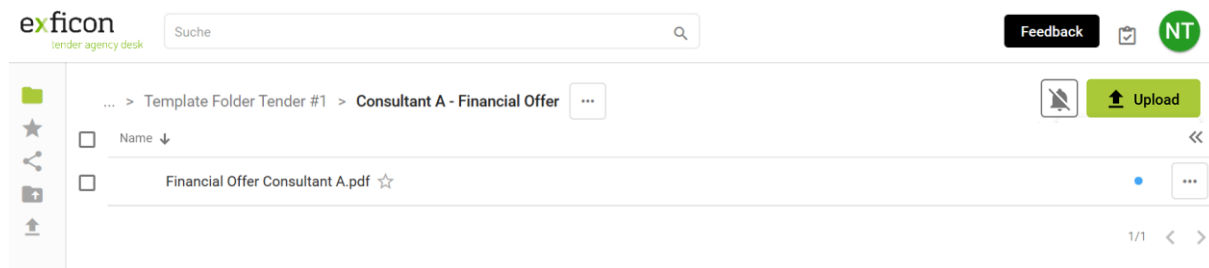 exficon
tender agency desk
Suche
Feedback
NT
... > Template Folder Tender #1 > Consultant A - Financial Offer ...
Upload
Name
Financial Offer Consultant A.pdf
...
1/1